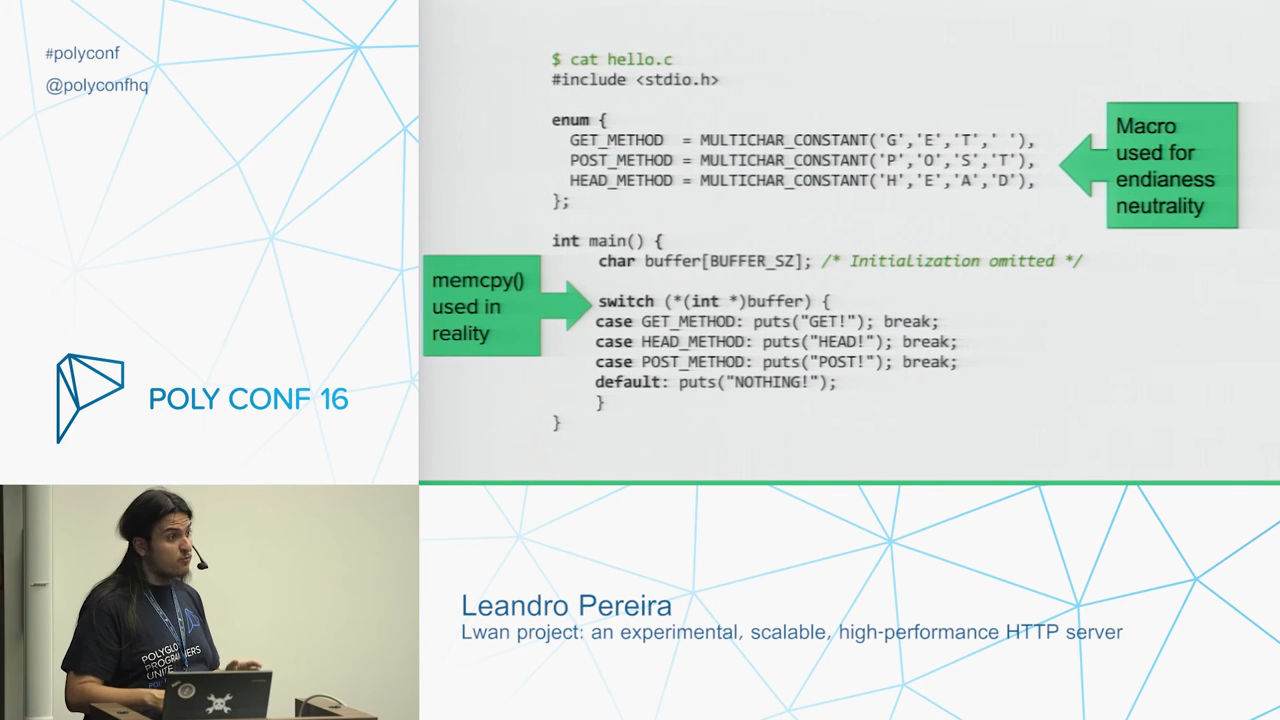 #polyconf
@polyconfhq
POLY CONF 16
$ cat hello.c
#include <stdio.h>
enum {
GET_METHOD = MULTICHAR_CONSTANT('G','E','T',' '),
POST_METHOD = MULTICHAR_CONSTANT('P','O','S','T'),
HEAD_METHOD = MULTICHAR_CONSTANT('H','E','A','D'),
};
Macro
used for
endianess
neutrality
int main() {
char buffer[BUFFER_SZ]; /* Initialization omitted */
memcpy()
used in
reality
switch (*(int *)buffer) {
case GET_METHOD: puts("GET!"); break;
case HEAD_METHOD: puts("HEAD!"); break;
case POST_METHOD: puts("POST!"); break;
default: puts("NOTHING!");
}
}
POLYGLO
PROGRAMMERS
UNITE
Leandro Pereira
Lwan project: an experimental, scalable, high-performance HTTP server